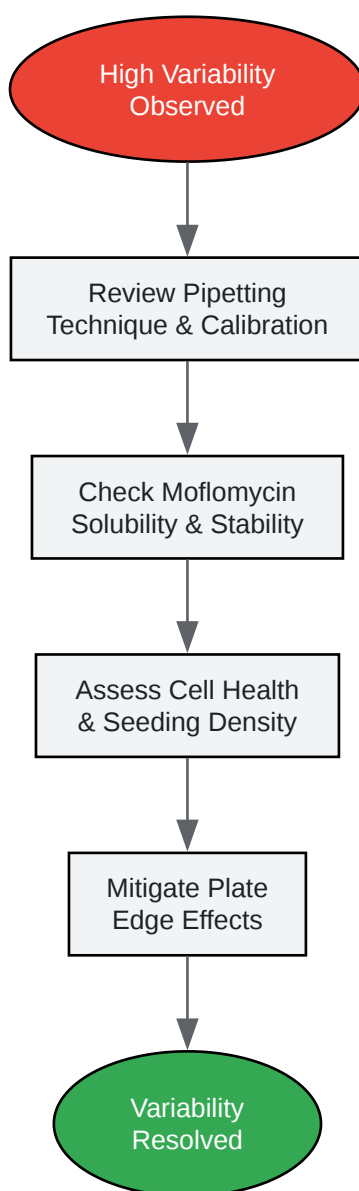 High Variability
Observed
Review Pipetting
Technique & Calibration
Check Moflomycin
Solubility & Stability
Assess Cell Health
& Seeding Density
Mitigate Plate
Edge Effects
Variability
Resolved